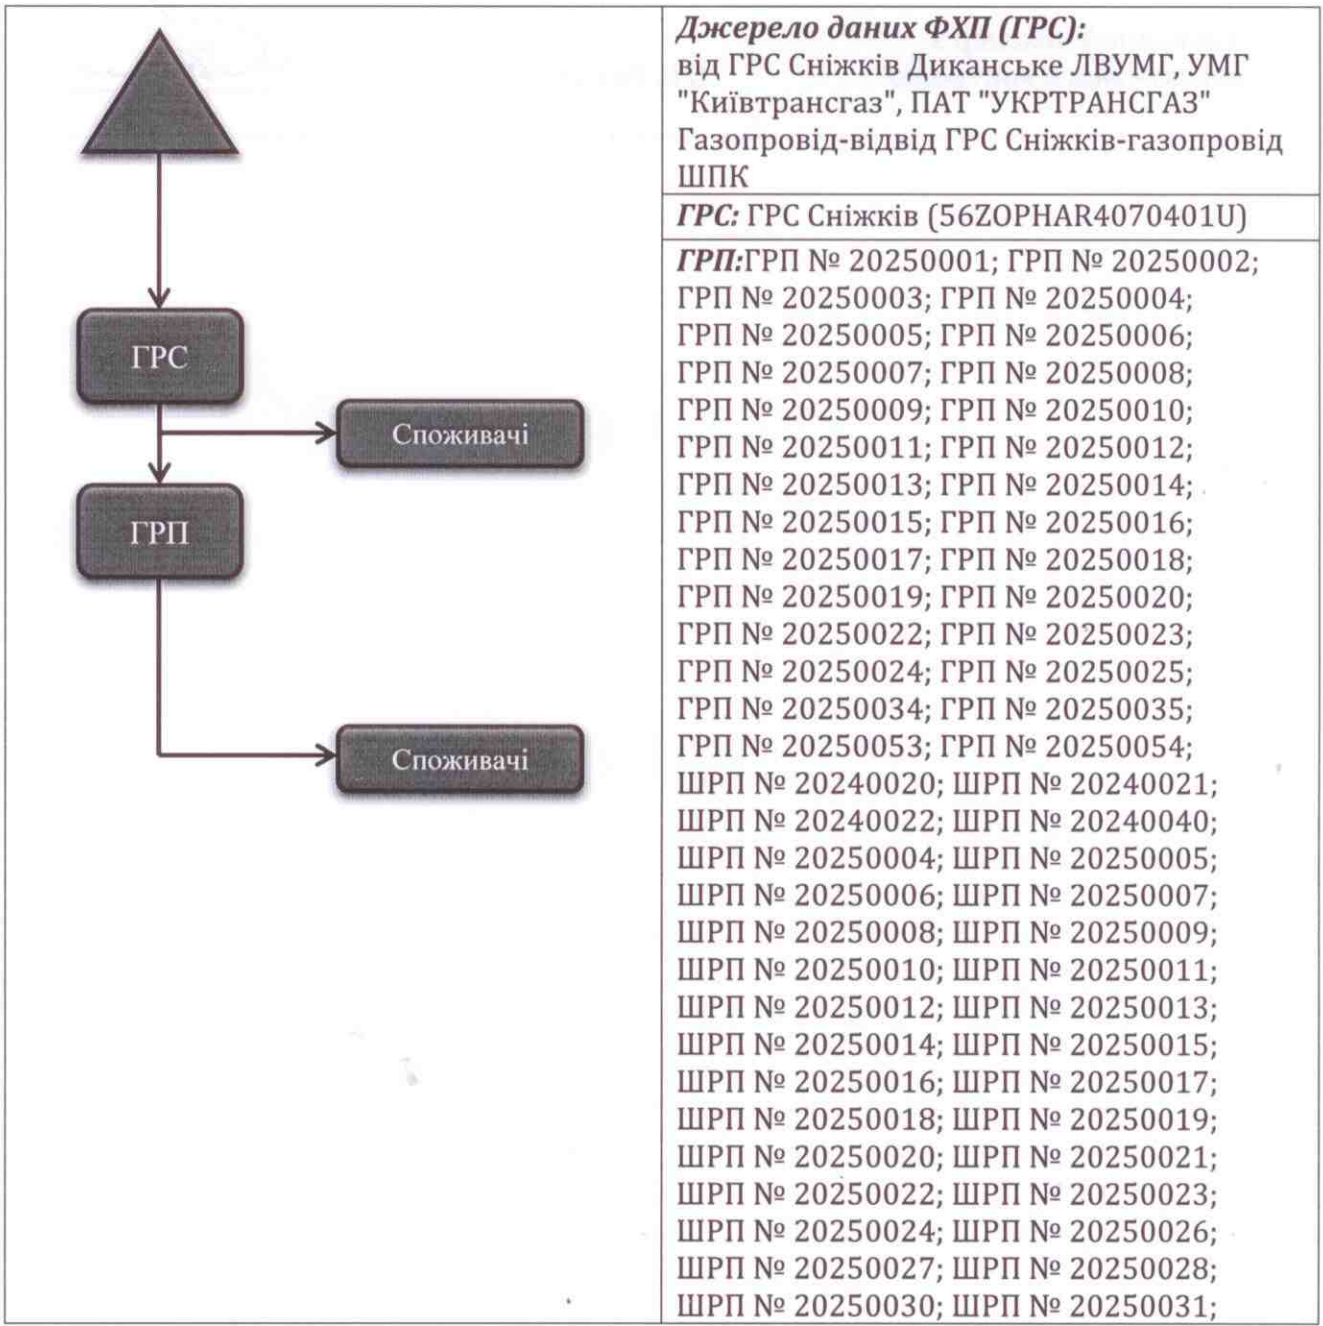 ГРС
Споживачі
ГРП
Споживачі
Джерело даних ФХП (ГРС):
від ГРС Сніжків Диканське ЛВУМГ, УМГ
"Київтрансгаз", ПАТ "УКРТРАНСГАЗ"
Газопровід-відвід ГРС Сніжків-газопровід
ШПК
ГРС: ГРС Сніжків (56ZOPHAR4070401U)
ГРП:ГРП № 20250001; ГРП № 20250002;
ГРП № 20250003; ГРП № 20250004;
ГРП № 20250005; ГРП № 20250006;
ГРП № 20250007; ГРП № 20250008;
ГРП № 20250009; ГРП № 20250010;
ГРП № 20250011; ГРП № 20250012;
ГРП № 20250013; ГРП № 20250014;
ГРП № 20250015; ГРП № 20250016;
ГРП № 20250017; ГРП № 20250018;
ГРП № 20250019; ГРП № 20250020;
ГРП № 20250022; ГРП № 20250023;
ГРП № 20250024; ГРП № 20250025;
ГРП № 20250034; ГРП № 20250035;
ГРП № 20250053; ГРП № 20250054;
ШРП № 20240020; ШРП № 20240021;
ШРП № 20240022; ШРП № 20240040;
ШРП № 20250004; ШРП № 20250005;
ШРП № 20250006; ШРП № 20250007;
ШРП № 20250008; ШРП № 20250009;
ШРП № 20250010; ШРП № 20250011;
ШРП № 20250012; ШРП № 20250013;
ШРП № 20250014; ШРП № 20250015;
ШРП № 20250016; ШРП № 20250017;
ШРП № 20250018; ШРП № 20250019;
ШРП № 20250020; ШРП № 20250021;
ШРП № 20250022; ШРП № 20250023;
ШРП № 20250024; ШРП № 20250026;
ШРП № 20250027; ШРП № 20250028;
ШРП № 20250030; ШРП № 20250031;